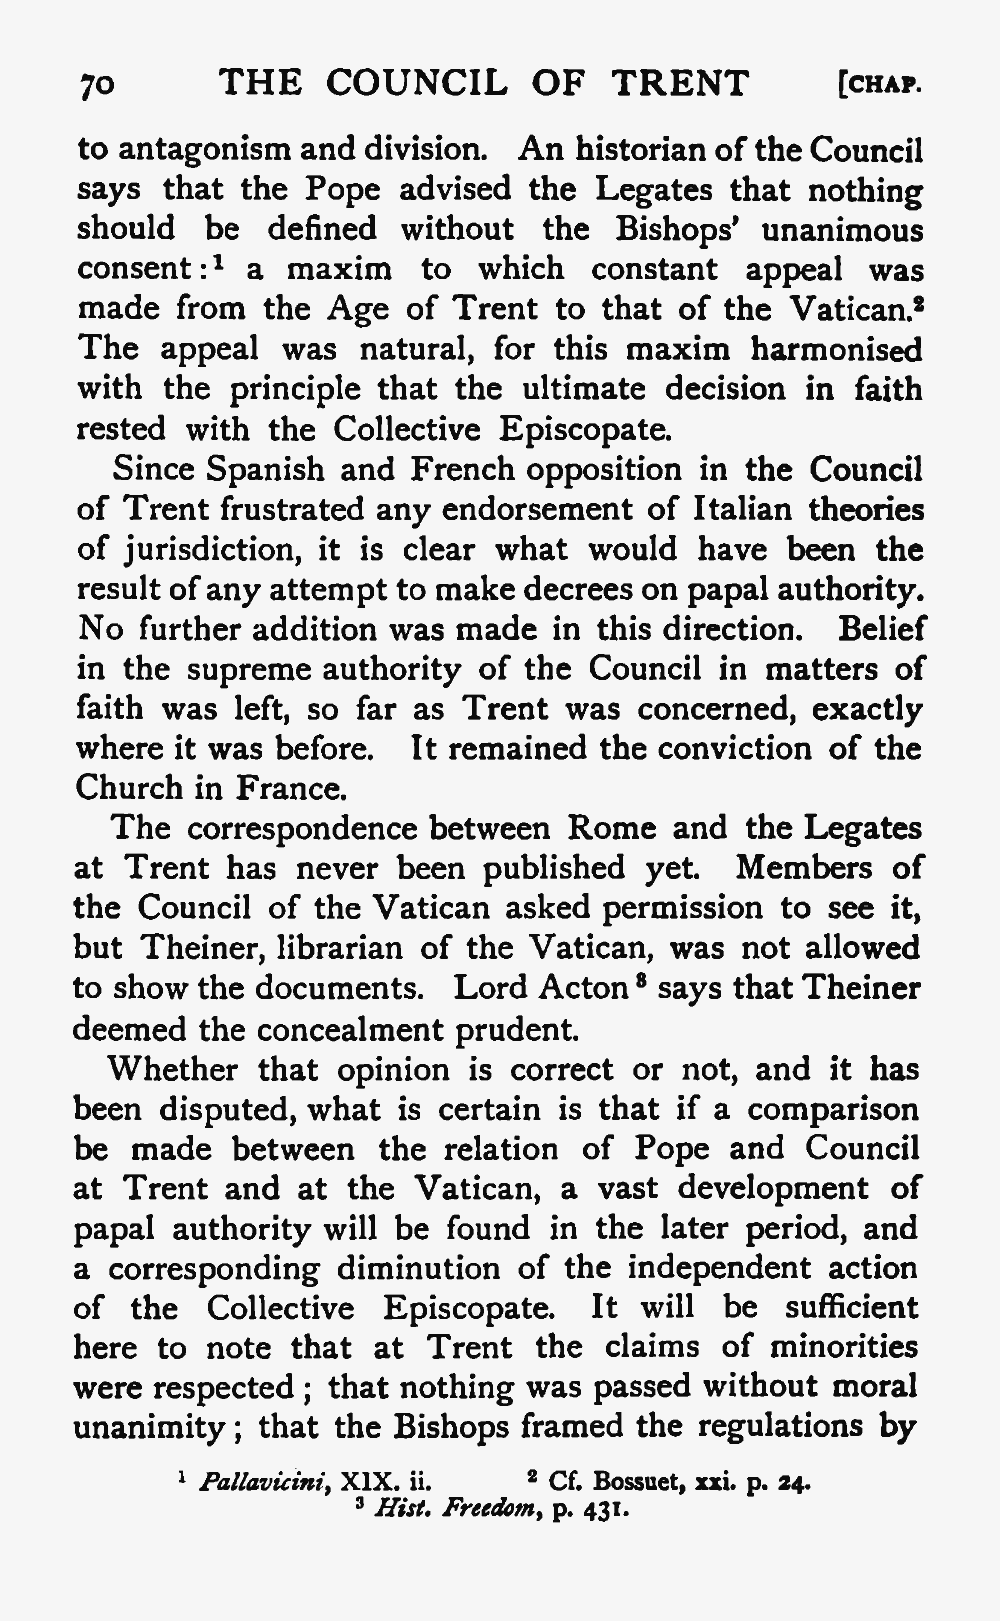 70 THE COUNCIL OF TRENT [CHAP.
to antagonism and division. An historian of the Council
says that the Pope advised the Legates that nothing
should be defined without the Bishops' unanimous
consent:¹ a maxim to which constant appeal was
made from the Age of Trent to that of the Vatican.²
The appeal was natural, for this maxim harmonised
with the principle that the ultimate decision in faith
rested with the Collective Episcopate.
Since Spanish and French opposition in the Council
of Trent frustrated any endorsement of Italian theories
of jurisdiction, it is clear what would have been the
result of any attempt to make decrees on papal authority.
No further addition was made in this direction. Belief
in the supreme authority of the Council in matters of
faith was left, so far as Trent was concerned, exactly
where it was before. It remained the conviction of the
Church in France.
The correspondence between Rome and the Legates
at Trent has never been published yet. Members of
the Council of the Vatican asked permission to see it,
but Theiner, librarian of the Vatican, was not allowed
to show the documents. Lord Acton³ says that Theiner
deemed the concealment prudent.
Whether that opinion is correct or not, and it has
been disputed, what is certain is that if a comparison
be made between the relation of Pope and Council
at Trent and at the Vatican, a vast development of
papal authority will be found in the later period, and
a corresponding diminution of the independent action
of the Collective Episcopate. It will be sufficient
here to note that at Trent the claims of minorities
were respected; that nothing was passed without moral
unanimity; that the Bishops framed the regulations by
¹ Pallavicini, XIX. ii. ² Cf. Bossuet, xxi. p. 24.
³ Hist. Freedom, p. 431.